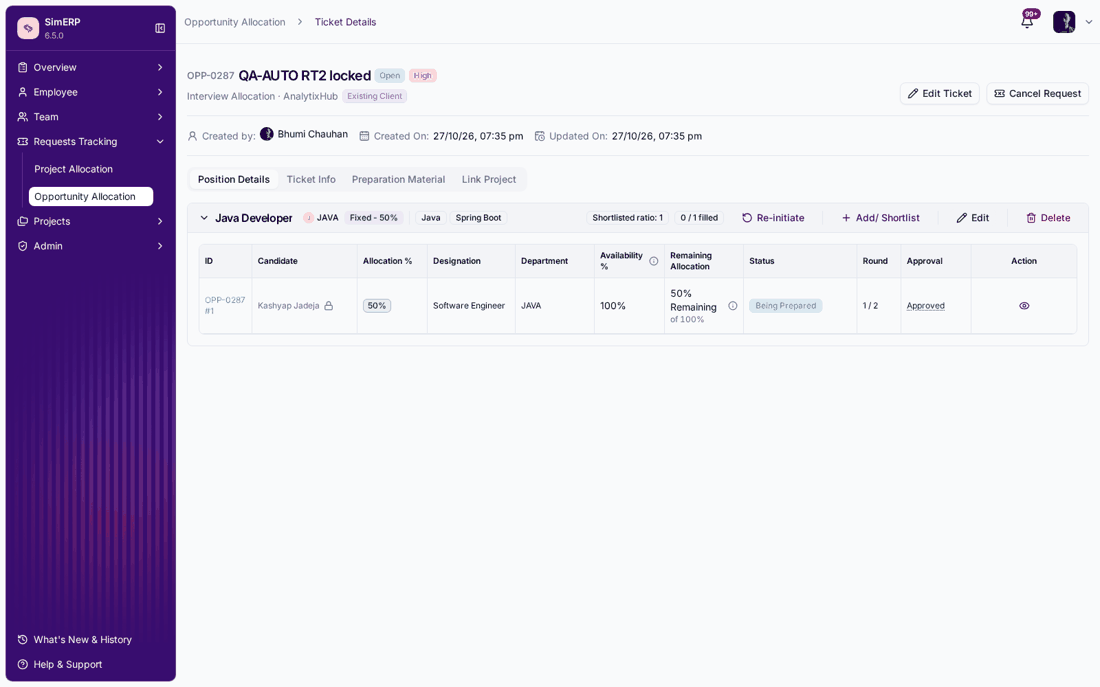 SimERP
6.5.0
Overview
Employee
Team
Requests Tracking
Project Allocation
Opportunity Allocation
Projects
Admin
What's New & History
Help & Support
Opportunity Allocation > Ticket Details
99+
OPP-0287 QA-AUTO RT2 locked Open High
Interview Allocation · AnalytixHub Existing Client
Edit Ticket Cancel Request
Created by: Bhumi Chauhan Created On: 27/10/26, 07:35 pm Updated On: 27/10/26, 07:35 pm
Position Details Ticket Info Preparation Material Link Project
Java Developer JAVA Fixed - 50% Java Spring Boot Shortlisted ratio: 1 0 / 1 filled Re-initiate Add/ Shortlist Edit Delete
ID Candidate Allocation % Designation Department Availability % Remaining Allocation Status Round Approval Action
OPP-0287 #1 Kashyap Jadeja 50% Software Engineer JAVA 100% 50% Remaining of 100% Being Prepared 1 / 2 Approved